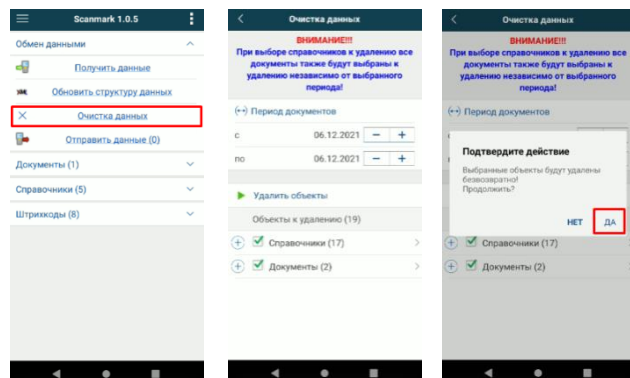 Scanmark 1.0.5
Обмен данными
Получить данные
Обновить структуру данных
Очистка данных
Отправить данные (0)
Документы (1)
Справочники (5)
Штрихкоды (8)
Очистка данных
ВНИМАНИЕ!!!
При выборе справочников к удалению все
документы также будут выбраны к
удалению независимо от выбранного
периода!
Период документов
с 06.12.2021 − +
по 06.12.2021 − +
Удалить объекты
Объекты к удалению (19)
Справочники (17)
Документы (2)
Очистка данных
ВНИМАНИЕ!!!
При выборе справочников к удалению все
документы также будут выбраны к
удалению независимо от выбранного
периода!
Период документов
Подтвердите действие
Выбранные объекты будут удалены
безвозвратно!
Продолжить?
НЕТ ДА
Справочники (17)
Документы (2)